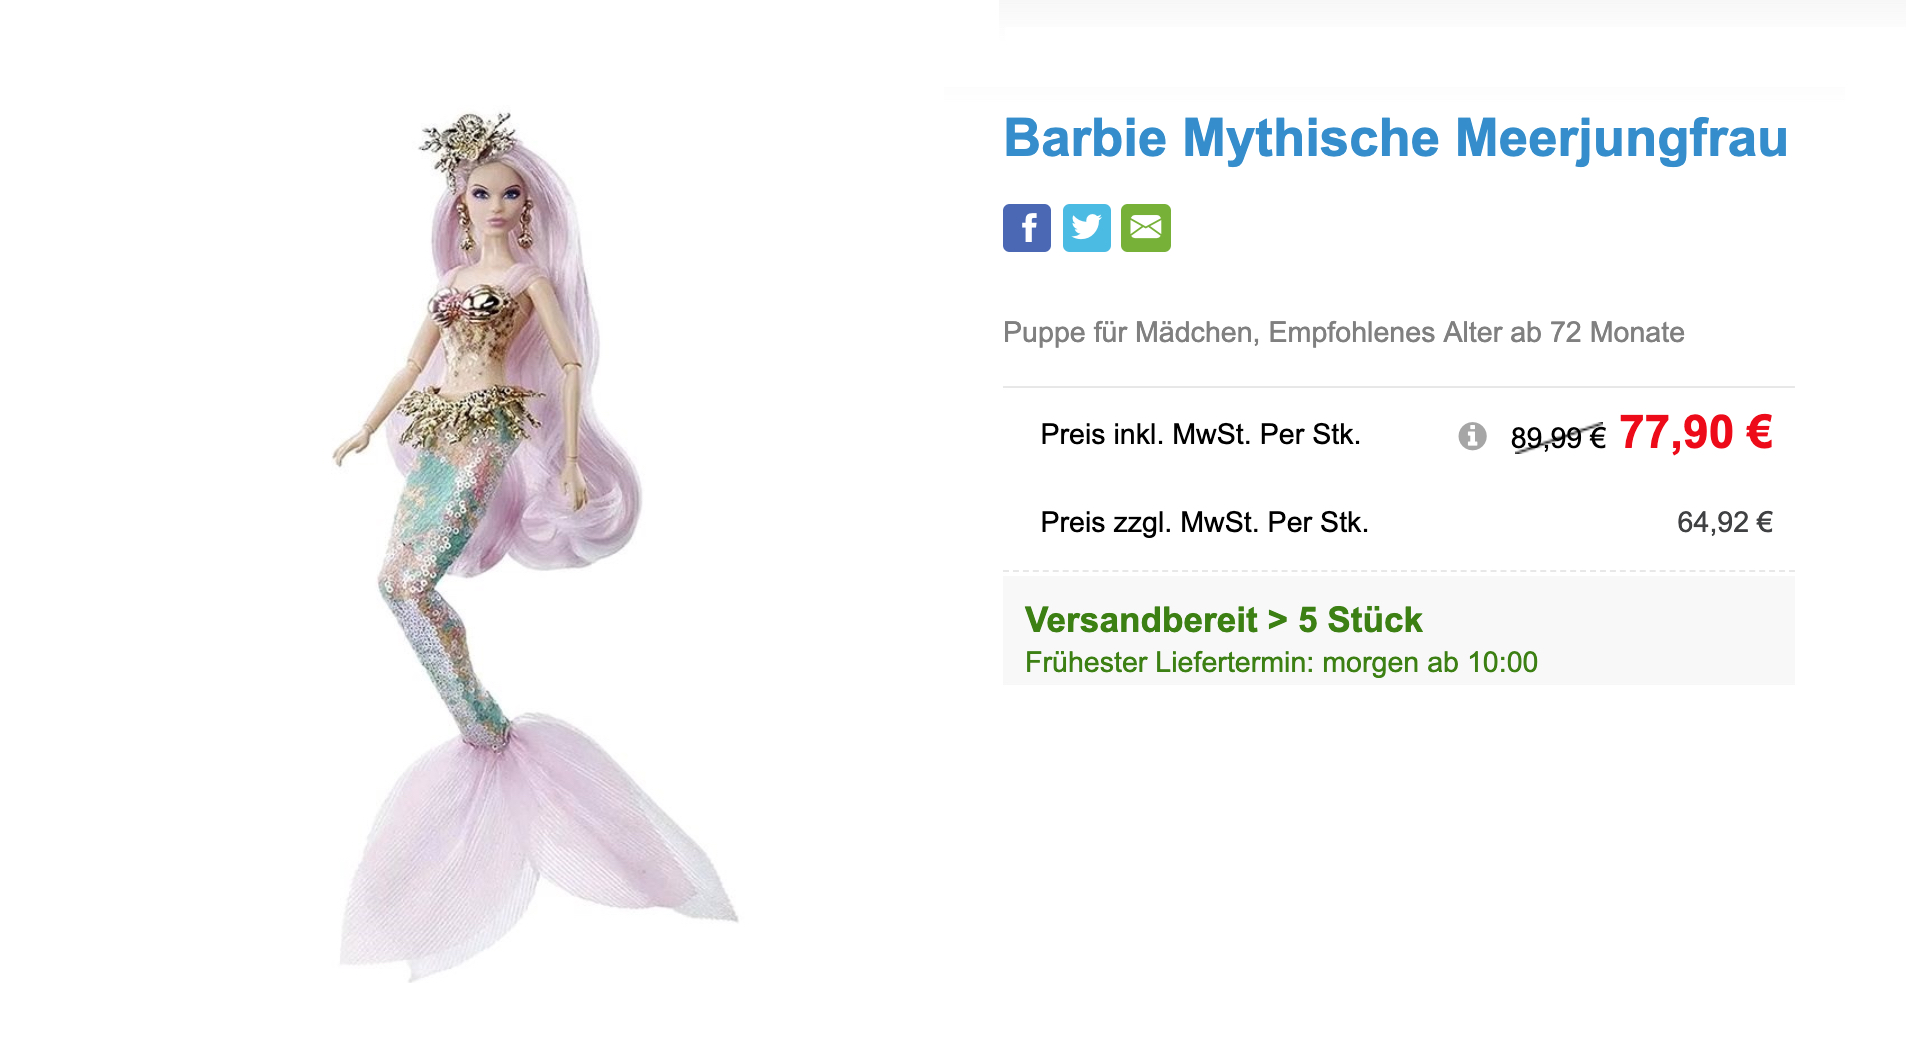 Barbie Mythische Meerjungfrau
Puppe für Mädchen, Empfohlenes Alter ab 72 Monate
Preis inkl. MwSt. Per Stk. 89,99 € 77,90 €
Preis zzgl. MwSt. Per Stk. 64,92 €
Versandbereit > 5 Stück
Frühester Liefertermin: morgen ab 10:00